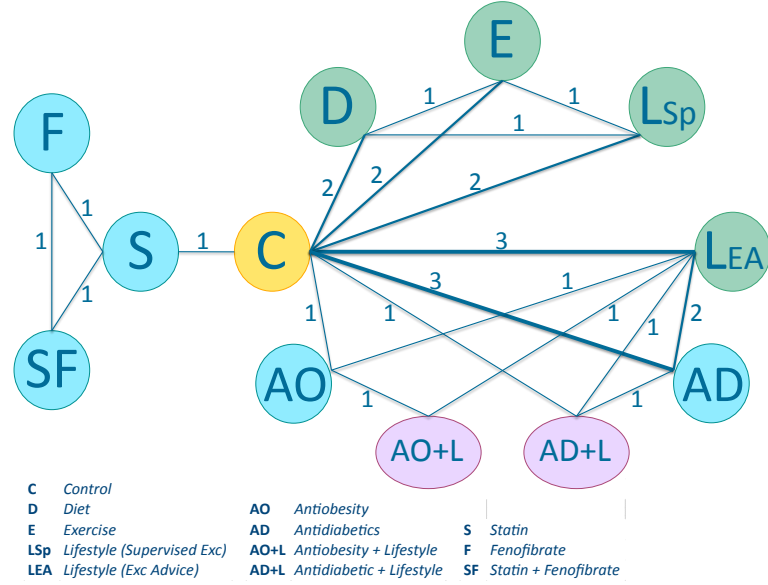 E
D
LSp
F
1
1
1
2
2
2
1
1
S
1
C
3
LEA
1
3
1
1
1
1
1
2
SF
AO
AD
1
1
AO+L
AD+L
C Control
D Diet
E Exercise
LSp Lifestyle (Supervised Exc)
LEA Lifestyle (Exc Advice)
AO Antiobesity
AD Antidiabetics
AO+L Antiobesity + Lifestyle
AD+L Antidiabetic + Lifestyle
S Statin
F Fenofibrate
SF Statin + Fenofibrate